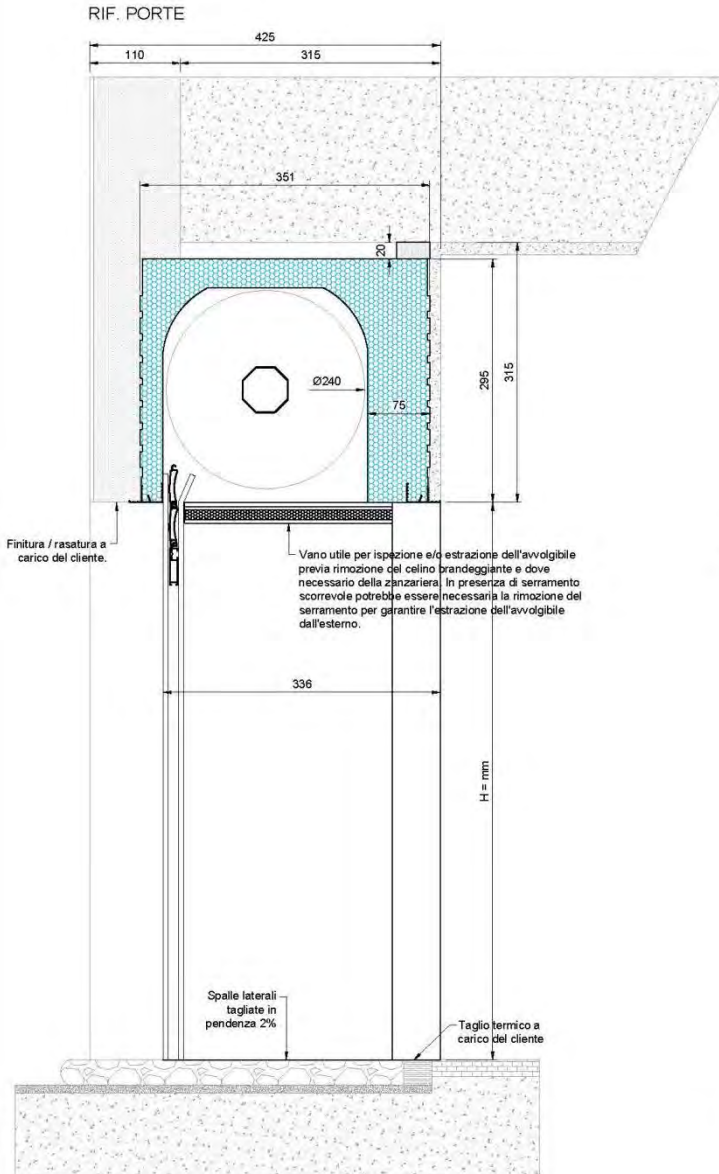 RIF. PORTE
425
110
315
351
20
295
315
Ø240
75
Finitura / rasatura a
carico del cliente.
Vano utile per ispezione e/o estrazione dell'avvolgibile
previa rimozione del celino brandeggiante e dove
necessario della zanzariera. In presenza di serramento
scorrevole potrebbe essere necessaria la rimozione del
serramento per garantire l'estrazione dell'avvolgibile
dall'esterno.
336
H = mm
Spalle laterali
tagliate in
pendenza 2%
Taglio termico a
carico del cliente